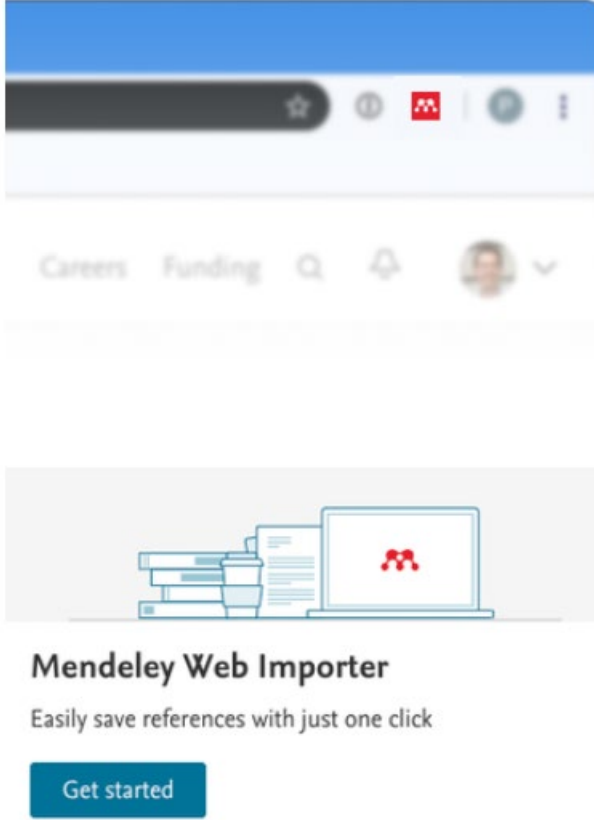 Careers Funding
Mendeley Web Importer
Easily save references with just one click
Get started